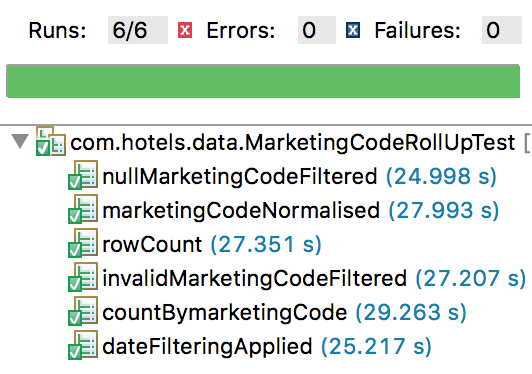 Runs: 6/6 Errors: 0 Failures: 0
com.hotels.data.MarketingCodeRollUpTest [
nullMarketingCodeFiltered (24.998 s)
marketingCodeNormalised (27.993 s)
rowCount (27.351 s)
invalidMarketingCodeFiltered (27.207 s)
countBymarketingCode (29.263 s)
dateFilteringApplied (25.217 s)